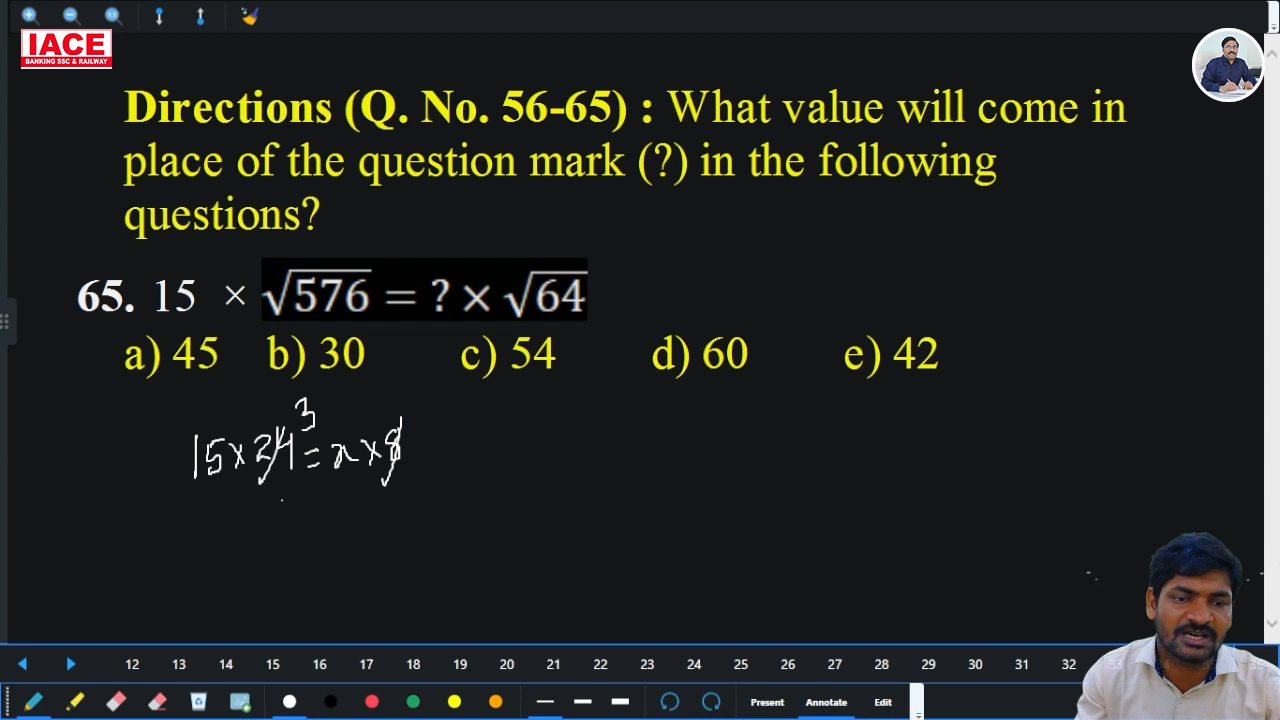 IACE
BANKING SSC & RAILWAY
Directions (Q. No. 56-65) : What value will come in
place of the question mark (?) in the following
questions?
65. 15 × √576 = ? × √64
a) 45 b) 30 c) 54 d) 60 e) 42
3
15×24=x×8
12 13 14 15 16 17 18 19 20 21 22 23 24 25 26 27 28 29 30 31 32 33
Present Annotate Edit